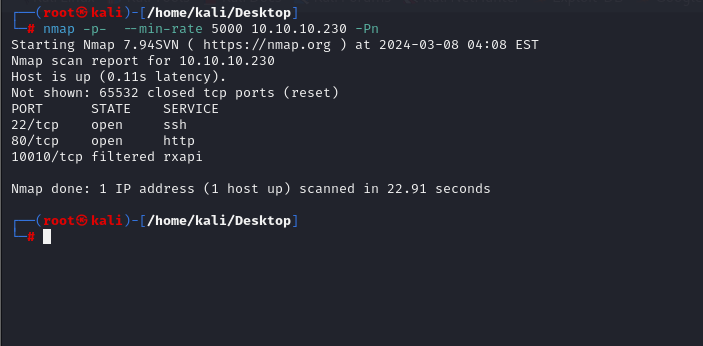 ┌──(root㉿kali)-[/home/kali/Desktop]
└─# nmap -p-  --min-rate 5000 10.10.10.230 -Pn
Starting Nmap 7.94SVN ( https://nmap.org ) at 2024-03-08 04:08 EST
Nmap scan report for 10.10.10.230
Host is up (0.11s latency).
Not shown: 65532 closed tcp ports (reset)
PORT      STATE    SERVICE
22/tcp    open     ssh
80/tcp    open     http
10010/tcp filtered rxapi
Nmap done: 1 IP address (1 host up) scanned in 22.91 seconds
┌──(root㉿kali)-[/home/kali/Desktop]
└─#